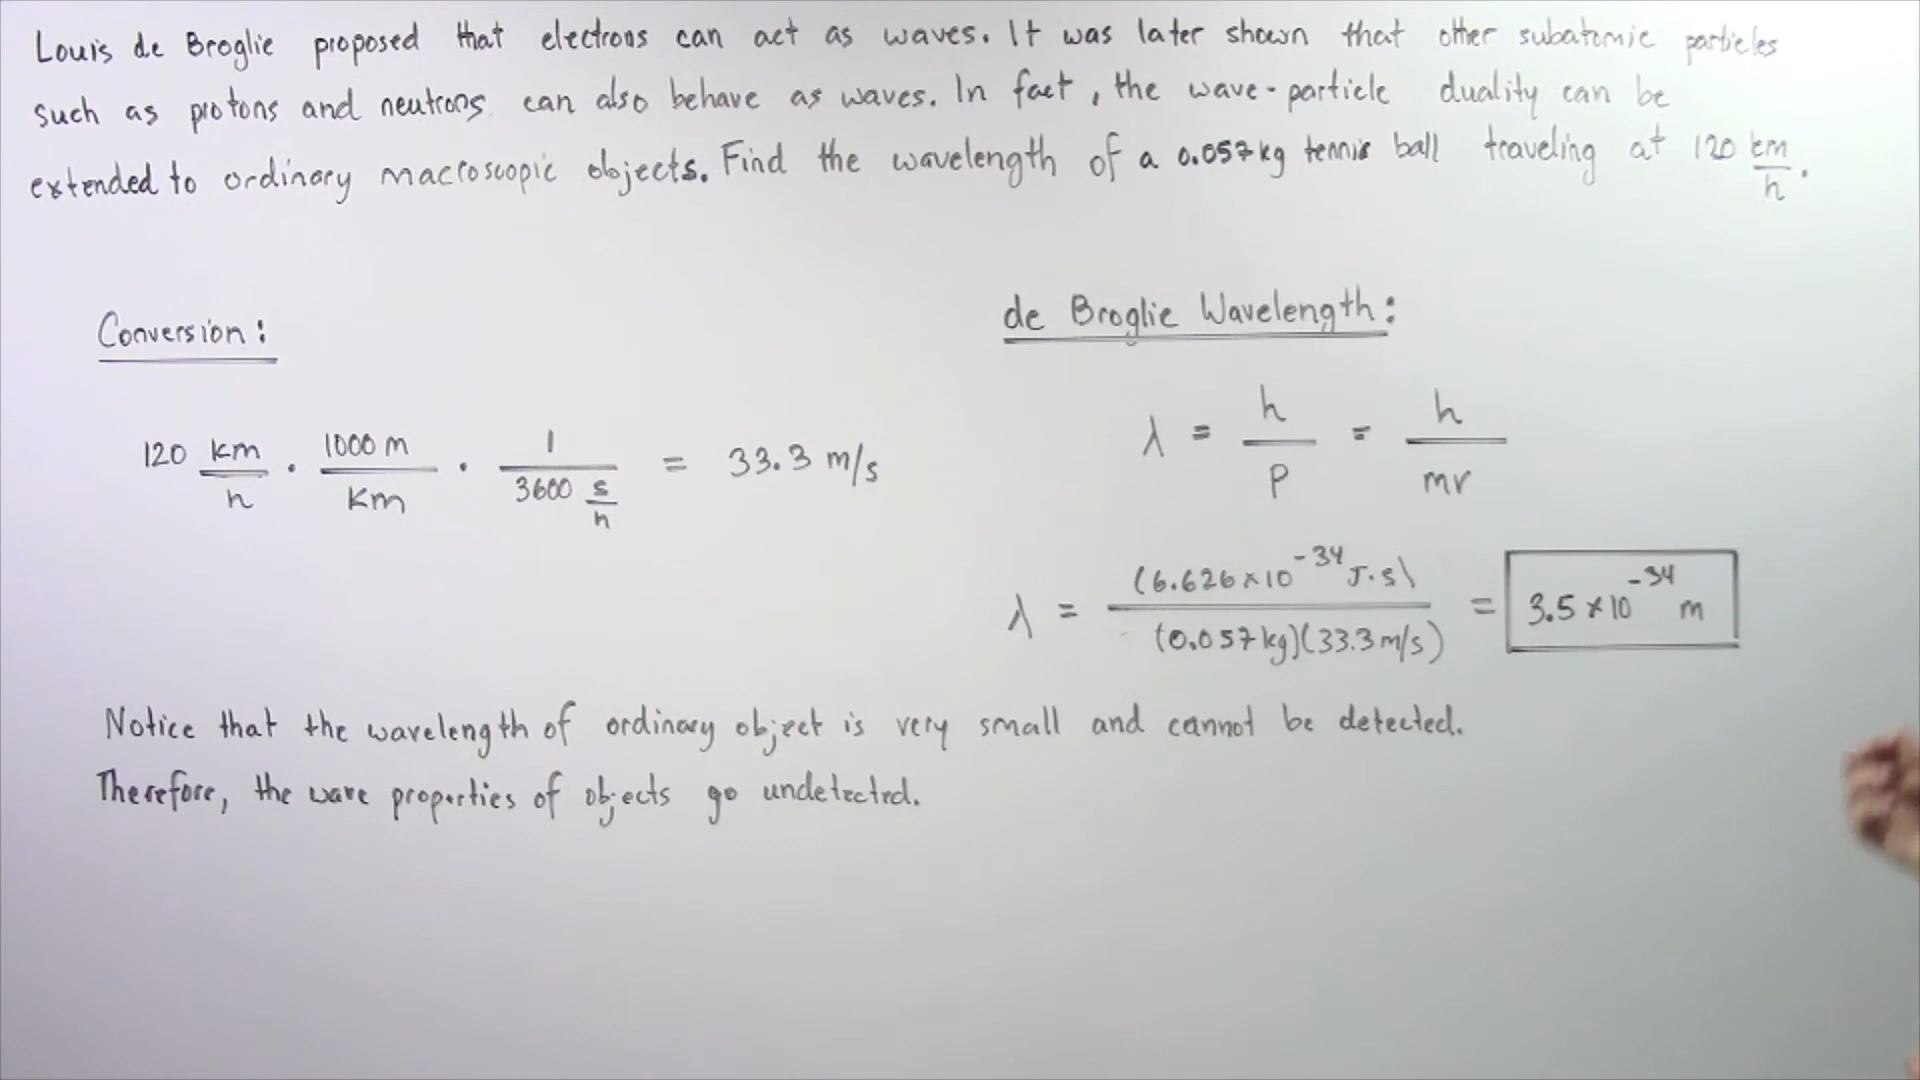 Louis de Broglie proposed that electrons can act as waves. It was later shown that other subatomic particles
such as protons and neutrons can also behave as waves. In fact, the wave-particle duality can be
extended to ordinary macroscopic objects. Find the wavelength of a 0.057kg tennis ball traveling at 120 km/h.
Conversion:
120 km/h · 1000 m/km · 1/(3600 s/h) = 33.3 m/s
de Broglie Wavelength:
λ = h/p = h/mv
λ = (6.626×10^-34 J·s)/((0.057kg)(33.3m/s)) = 3.5×10^-34 m
Notice that the wavelength of ordinary object is very small and cannot be detected.
Therefore, the wave properties of objects go undetected.